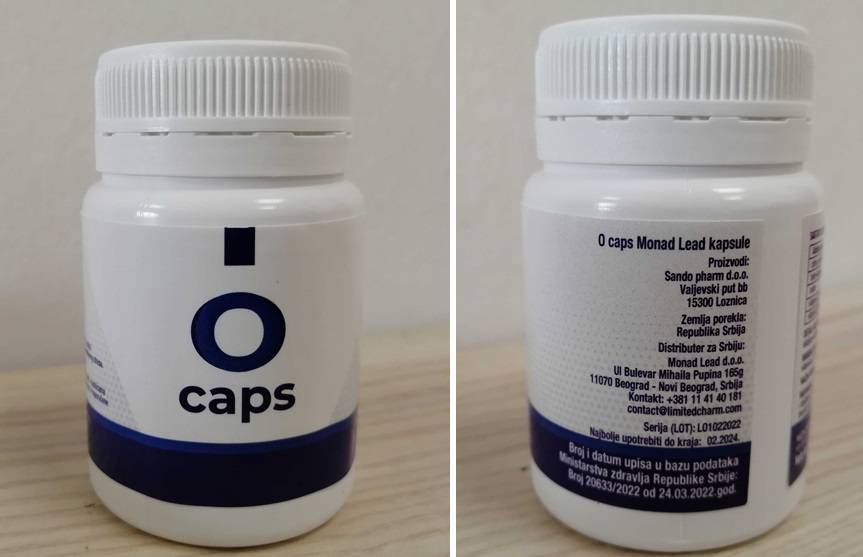 O
caps
O caps Monad Lead kapsule
Proizvodi:
Sando pharm d.o.o.
Valjevski put bb
15300 Loznica
Zemlja porekla:
Republika Srbija
Distributer za Srbiju:
Monad Lead d.o.o.
Ul Bulevar Mihaila Pupina 165g
11070 Beograd - Novi Beograd, Srbija
Kontakt: +381 11 41 40 181
contact@limitedcharm.com
Serija (LOT): L01022022
Najbolje upotrebiti do kraja: 02.2024.
Broj i datum upisa u bazu podataka
Ministarstva zdravlja Republike Srbije:
Broj 20633/2022 od 24.03.2022.god.